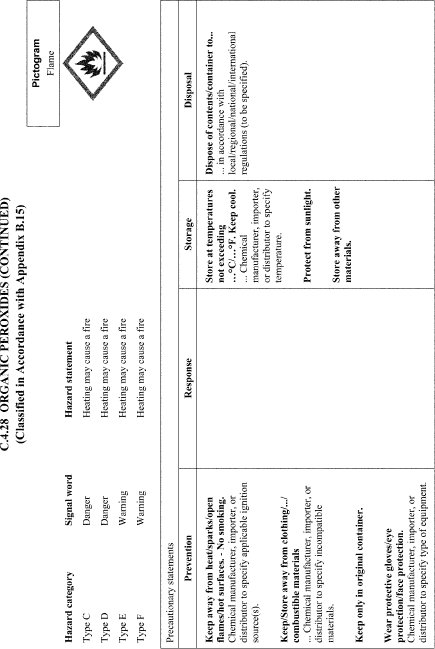 C.4.28 ORGANIC PEROXIDES (CONTINUED)
(Classified in Accordance with Appendix B.15)
Pictogram
Flame
Hazard category Signal word Hazard statement
Type C Danger Heating may cause a fire
Type D Danger Heating may cause a fire
Type E Warning Heating may cause a fire
Type F Warning Heating may cause a fire
Precautionary statements
Prevention Response Storage Disposal
Keep away from heat/sparks/open
flames/hot surfaces. - No smoking.
Chemical manufacturer, importer, or
distributor to specify applicable ignition
source(s).
Keep/Store away from clothing/.../
combustible materials
... Chemical manufacturer, importer, or
distributor to specify incompatible
materials.
Keep only in original container.
Wear protective gloves/eye
protection/face protection.
Chemical manufacturer, importer, or
distributor to specify type of equipment.
Store at temperatures
not exceeding
...°C/...°F. Keep cool.
... Chemical
manufacturer, importer,
or distributor to specify
temperature.
Protect from sunlight.
Store away from other
materials.
Dispose of contents/container to...
... in accordance with
local/regional/national/international
regulations (to be specified).